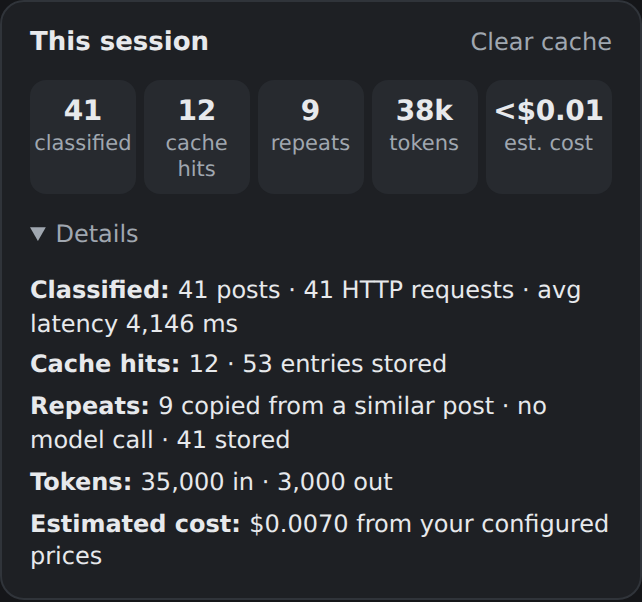 This session
Clear cache
41
classified
12
cache
hits
9
repeats
38k
tokens
<$0.01
est. cost
▼ Details
Classified: 41 posts · 41 HTTP requests · avg
latency 4,146 ms
Cache hits: 12 · 53 entries stored
Repeats: 9 copied from a similar post · no
model call · 41 stored
Tokens: 35,000 in · 3,000 out
Estimated cost: $0.0070 from your configured
prices